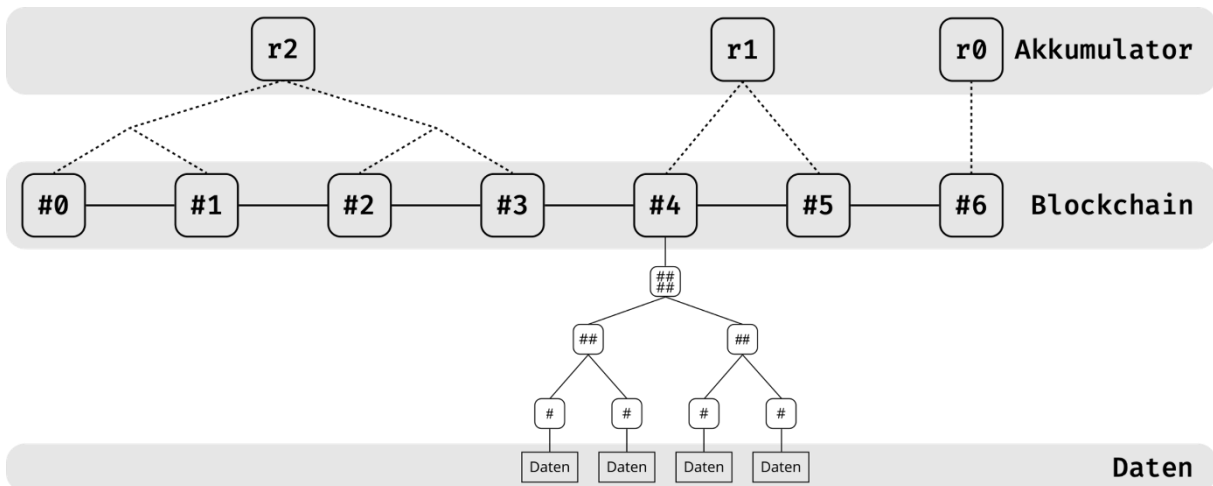 r2 r1 r0 Akkumulator
#0 #1 #2 #3 #4 #5 #6 Blockchain
##
##
## ##
# # # #
Daten Daten Daten Daten Daten